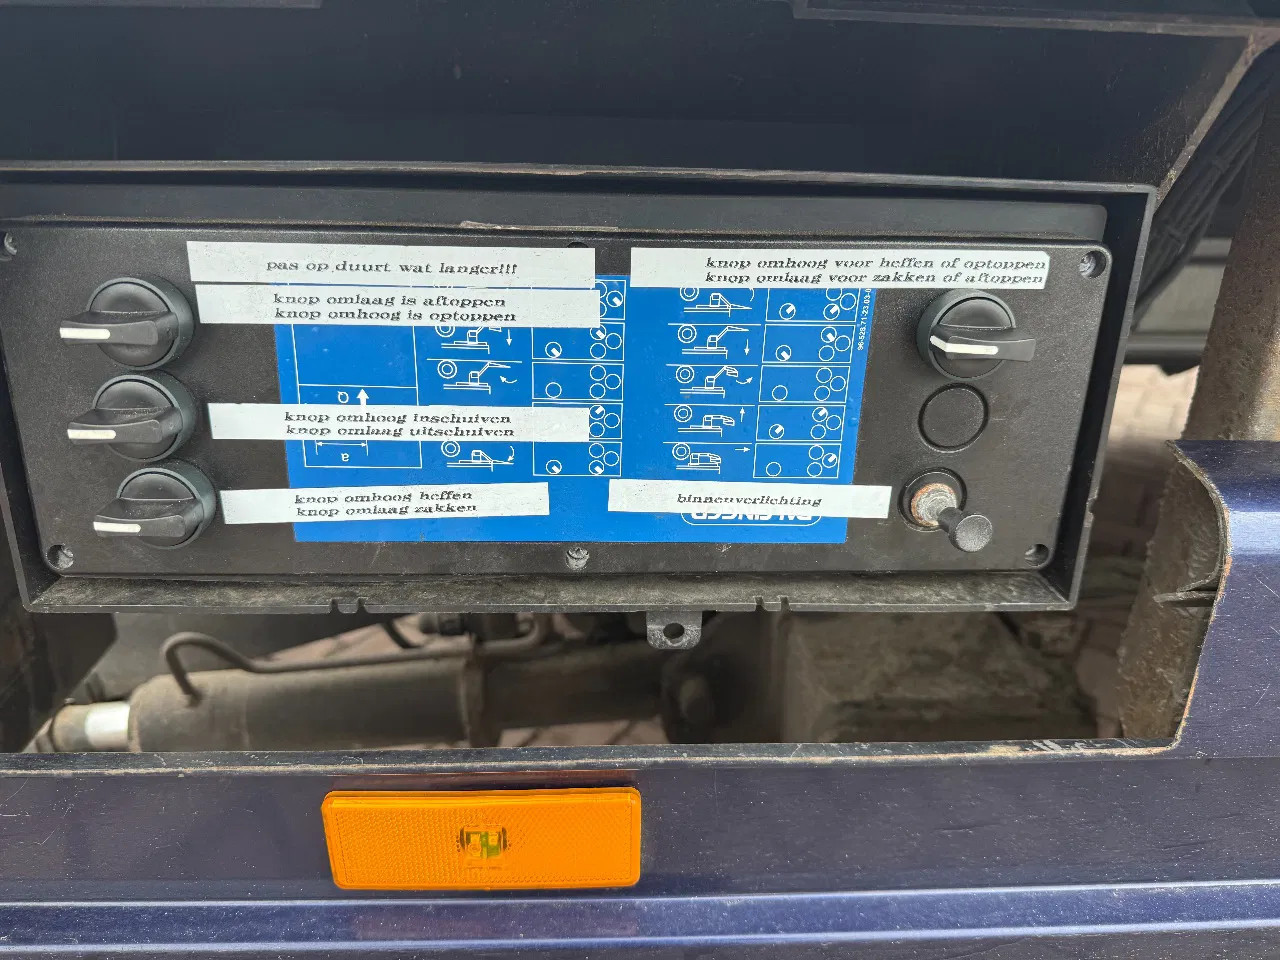 pas op duurt wat langer!!!
knop omlaag is aftoppen
knop omhoog is optoppen
knop omhoog voor heffen of optoppen
knop omlaag voor zakken of aftoppen
knop omhoog inschuiven
knop omlaag uitschuiven
a
knop omhoog heffen
knop omlaag zakken
binnenverlichting